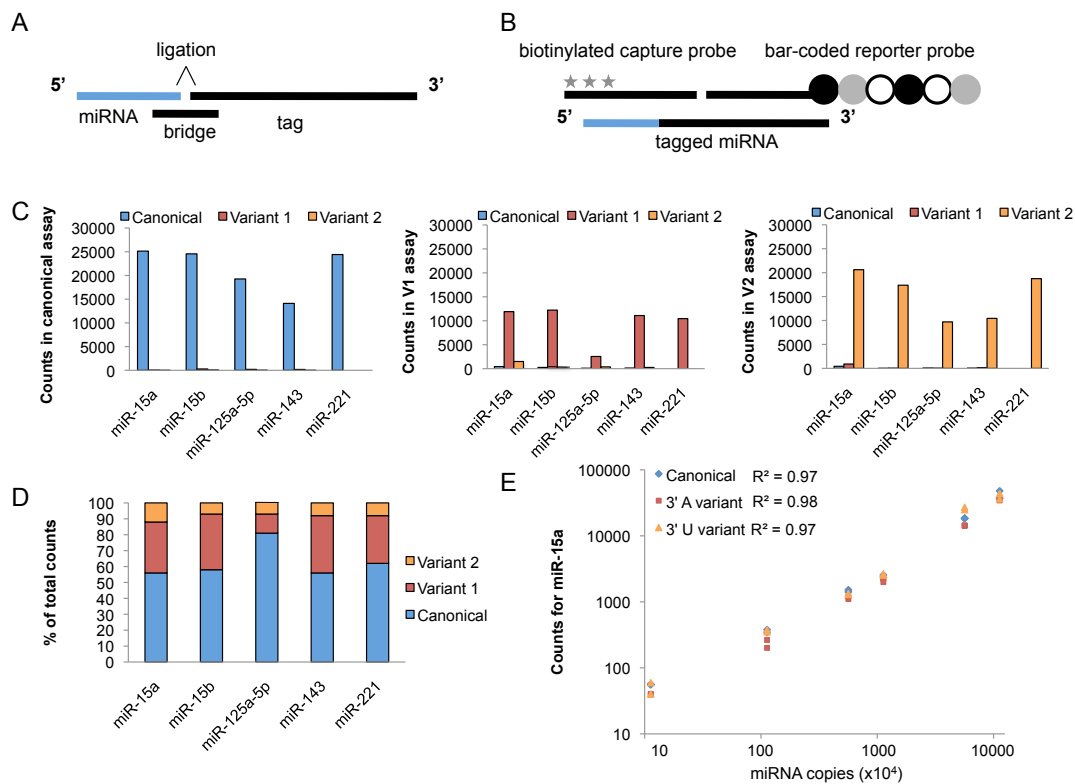 A
ligation
5’
3’
miRNA
bridge
tag
B
biotinylated capture probe
bar-coded reporter probe
5’
3’
tagged miRNA
C
Canonical
Variant 1
Variant 2
Counts in canonical assay
30000
25000
20000
15000
10000
5000
0
miR-15a
miR-15b
miR-125a-5p
miR-143
miR-221
Canonical
Variant 1
Variant 2
Counts in V1 assay
30000
25000
20000
15000
10000
5000
0
miR-15a
miR-15b
miR-125a-5p
miR-143
miR-221
Canonical
Variant 1
Variant 2
Counts in V2 assay
30000
25000
20000
15000
10000
5000
0
miR-15a
miR-15b
miR-125a-5p
miR-143
miR-221
D
% of total counts
100
90
80
70
60
50
40
30
20
10
0
miR-15a
miR-15b
miR-125a-5p
miR-143
miR-221
Variant 2
Variant 1
Canonical
E
Counts for miR-15a
100000
10000
1000
100
10
Canonical R² = 0.97
3' A variant R² = 0.98
3' U variant R² = 0.97
10
100
1000
10000
miRNA copies (x10⁴)